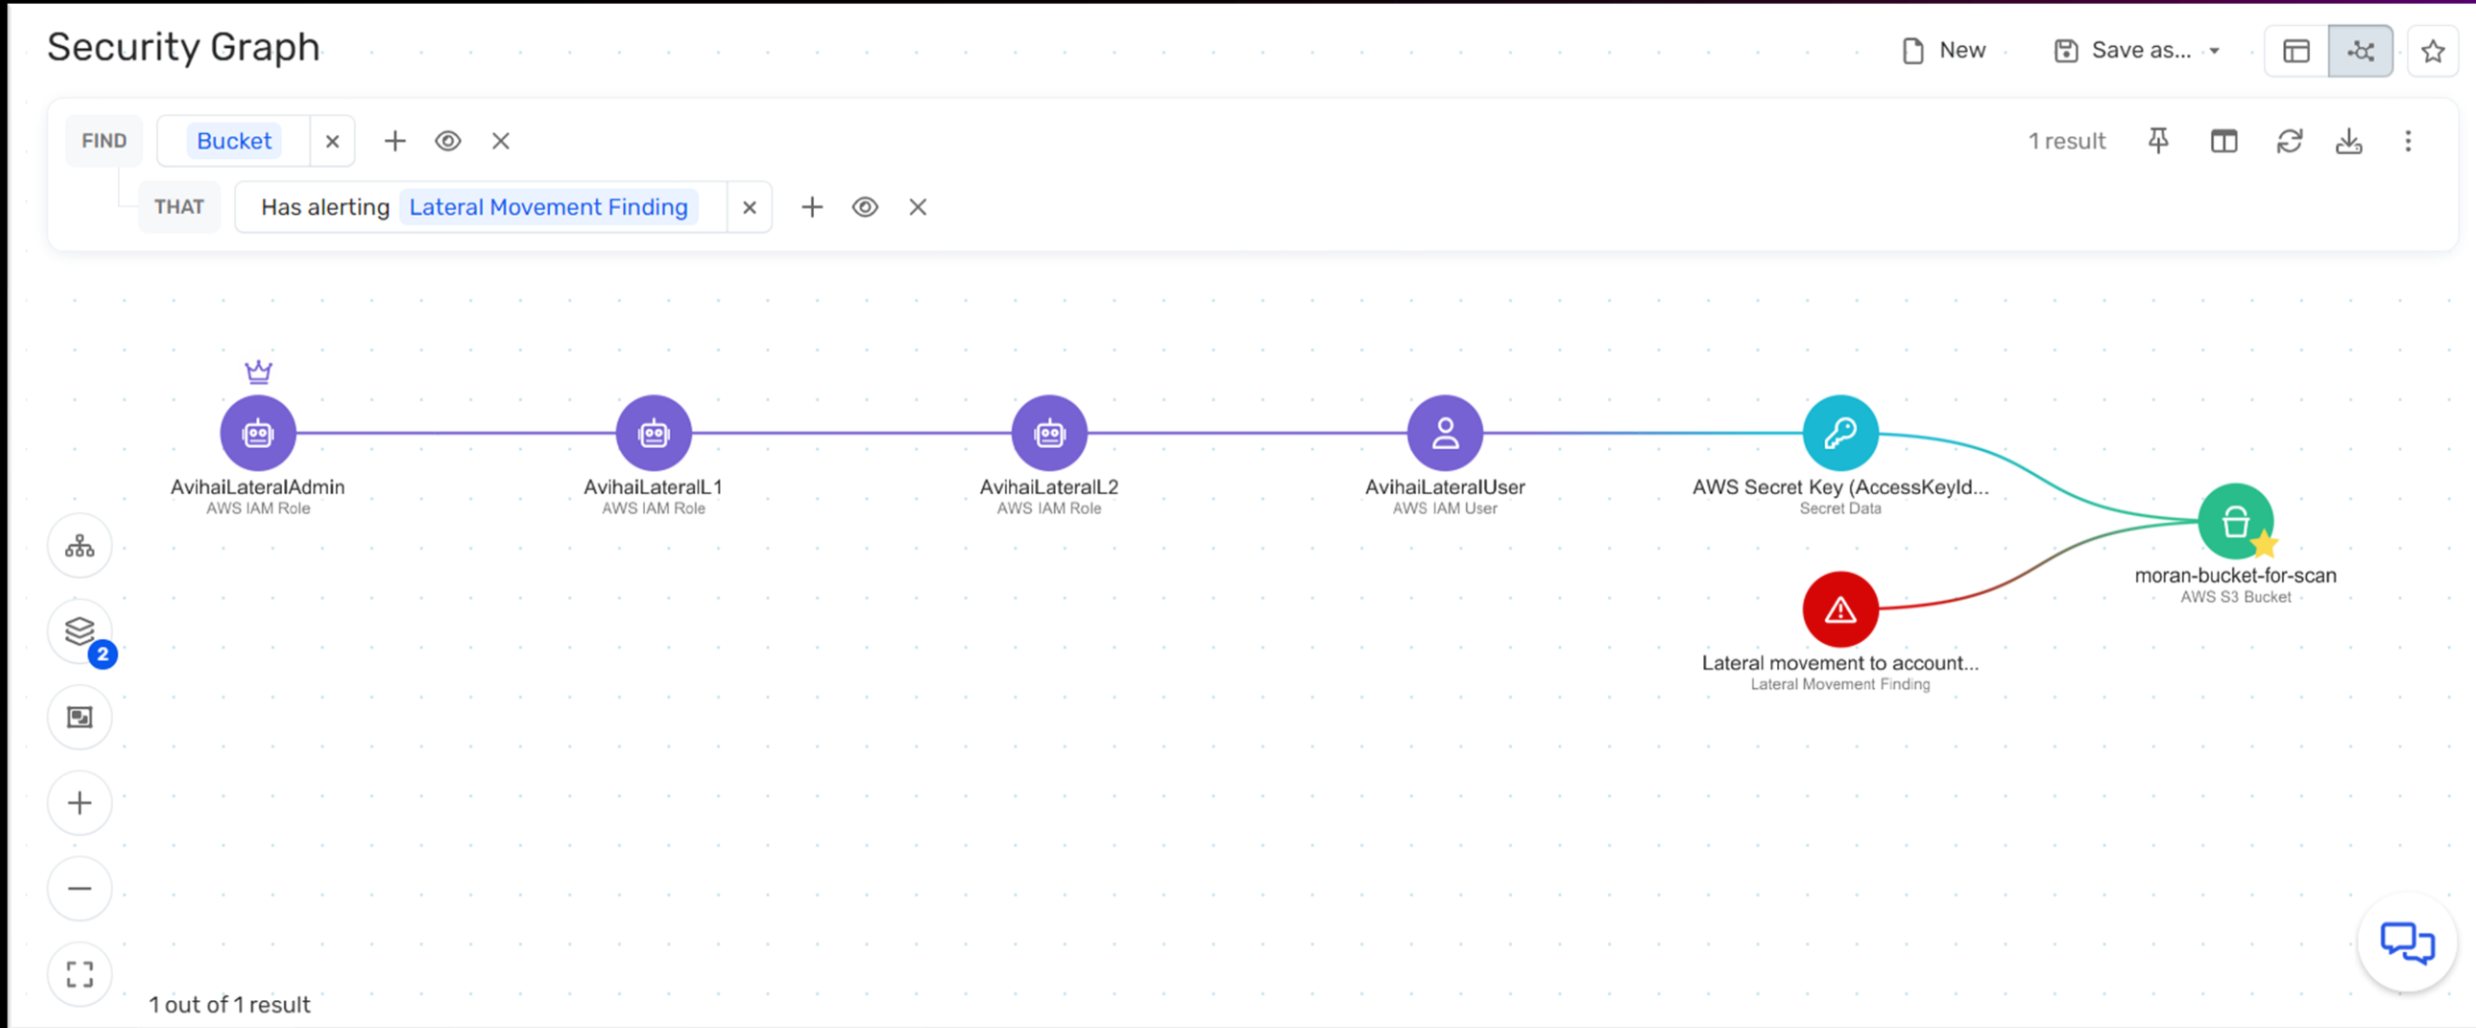 Security Graph
New
Save as...
FIND
Bucket
1 result
THAT
Has alerting Lateral Movement Finding
AvihaiLateralAdmin
AWS IAM Role
AvihaiLateralL1
AWS IAM Role
AvihaiLateralL2
AWS IAM Role
AvihaiLateralUser
AWS IAM User
AWS Secret Key (AccessKeyId...
Secret Data
moran-bucket-for-scan
AWS S3 Bucket
Lateral movement to account...
Lateral Movement Finding
2
1 out of 1 result